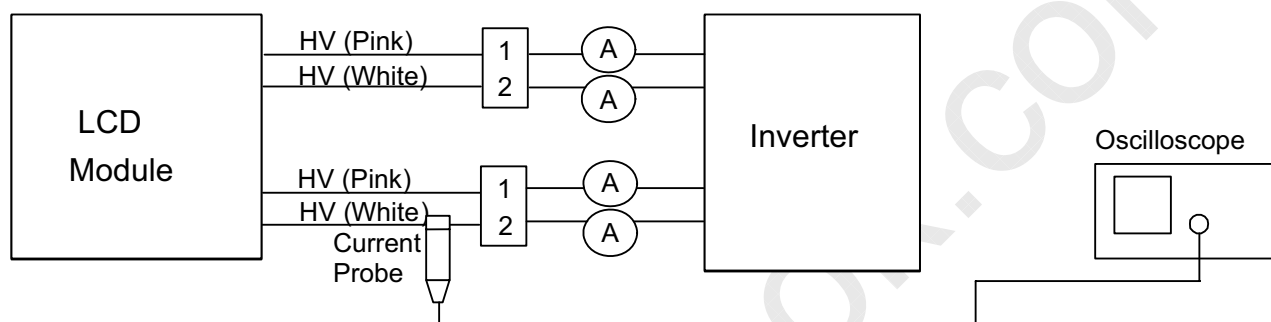 HV (Pink)
1
A
HV (White)
2
A
LCD
Module
Inverter
Oscilloscope
HV (Pink)
1
A
HV (White)
2
A
Current
Probe